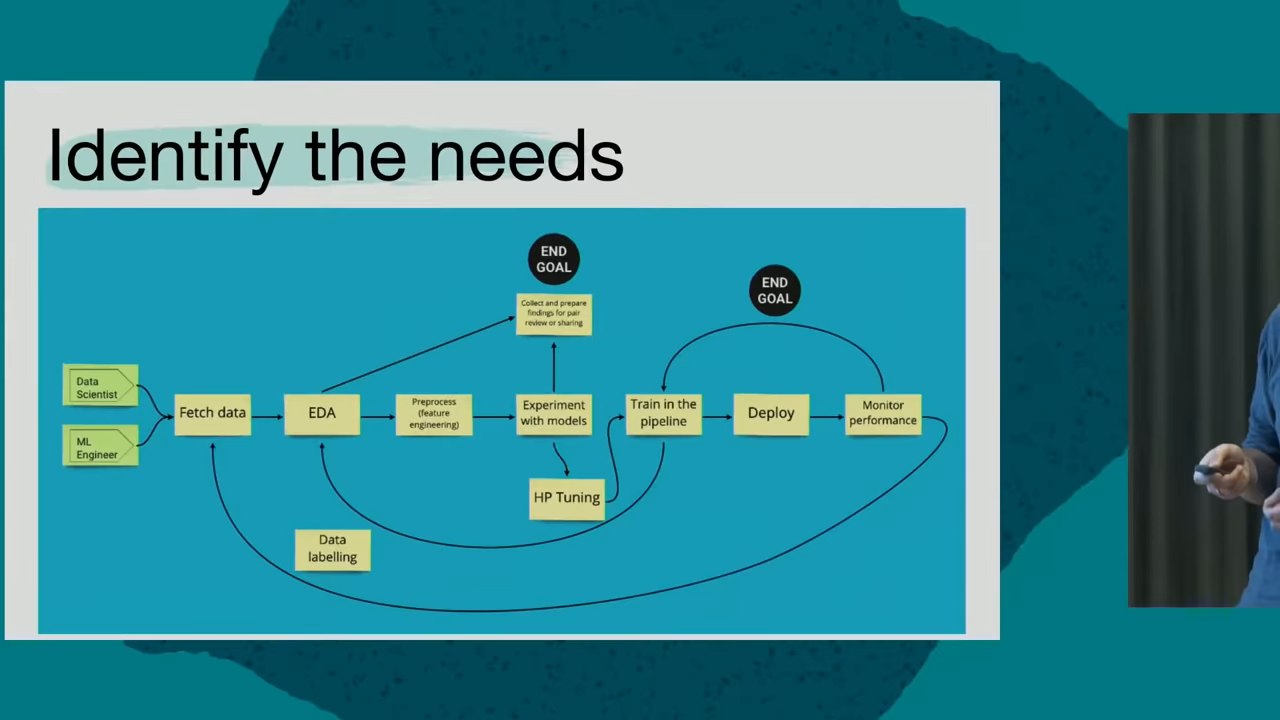 Identify the needs
END
GOAL
END
GOAL
Collect and prepare
findings for pair
review or sharing
Data
Scientist
ML
Engineer
Fetch data
EDA
Preprocess
(feature
engineering)
Experiment
with models
Train in the
pipeline
Deploy
Monitor
performance
HP Tuning
Data
labelling